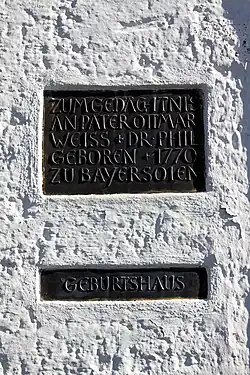 ZUM GEDÄCHTNIS
AN PATER OTTMAR
WEISS + DR·PHIL
GEBOREN + 1770
ZU BAYERSOIEN
GEBURTSHAUS